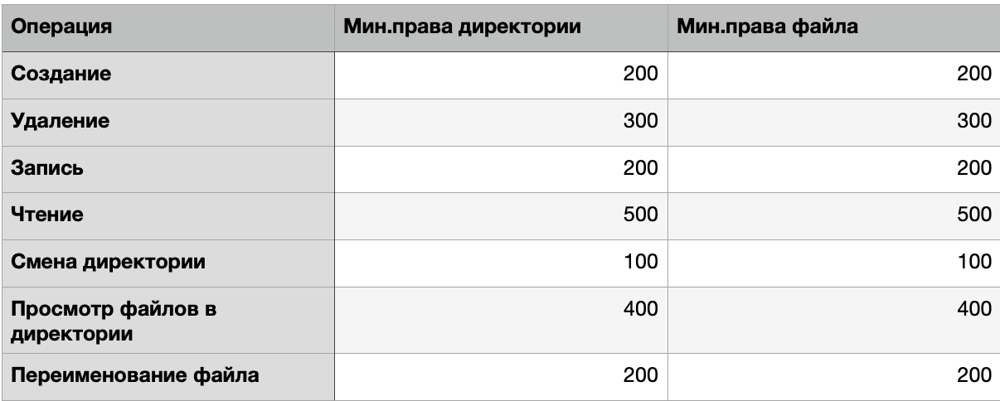 Операция Мин.права директории Мин.права файла
Создание 200 200
Удаление 300 300
Запись 200 200
Чтение 500 500
Смена директории 100 100
Просмотр файлов в 400 400
директории
Переименование файла 200 200